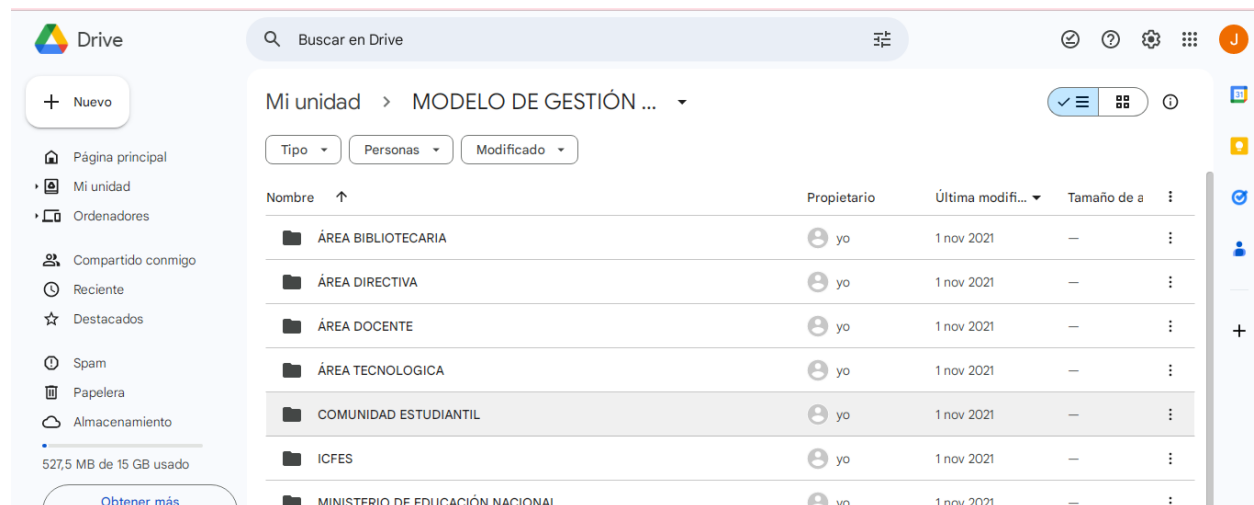 Drive
Buscar en Drive
J
Nuevo
Mi unidad > MODELO DE GESTIÓN ...
31
Tipo Personas Modificado
Página principal
Mi unidad
Ordenadores
Compartido conmigo
Reciente
Destacados
Spam
Papelera
Almacenamiento
527,5 MB de 15 GB usado
Obtener más
Nombre Propietario Última modifi... Tamaño de a
ÁREA BIBLIOTECARIA yo 1 nov 2021 —
ÁREA DIRECTIVA yo 1 nov 2021 —
ÁREA DOCENTE yo 1 nov 2021 —
ÁREA TECNOLOGICA yo 1 nov 2021 —
COMUNIDAD ESTUDIANTIL yo 1 nov 2021 —
ICFES yo 1 nov 2021 —
MINISTERIO DE EDUCACIÓN NACIONAL yo 1 nov 2021 —